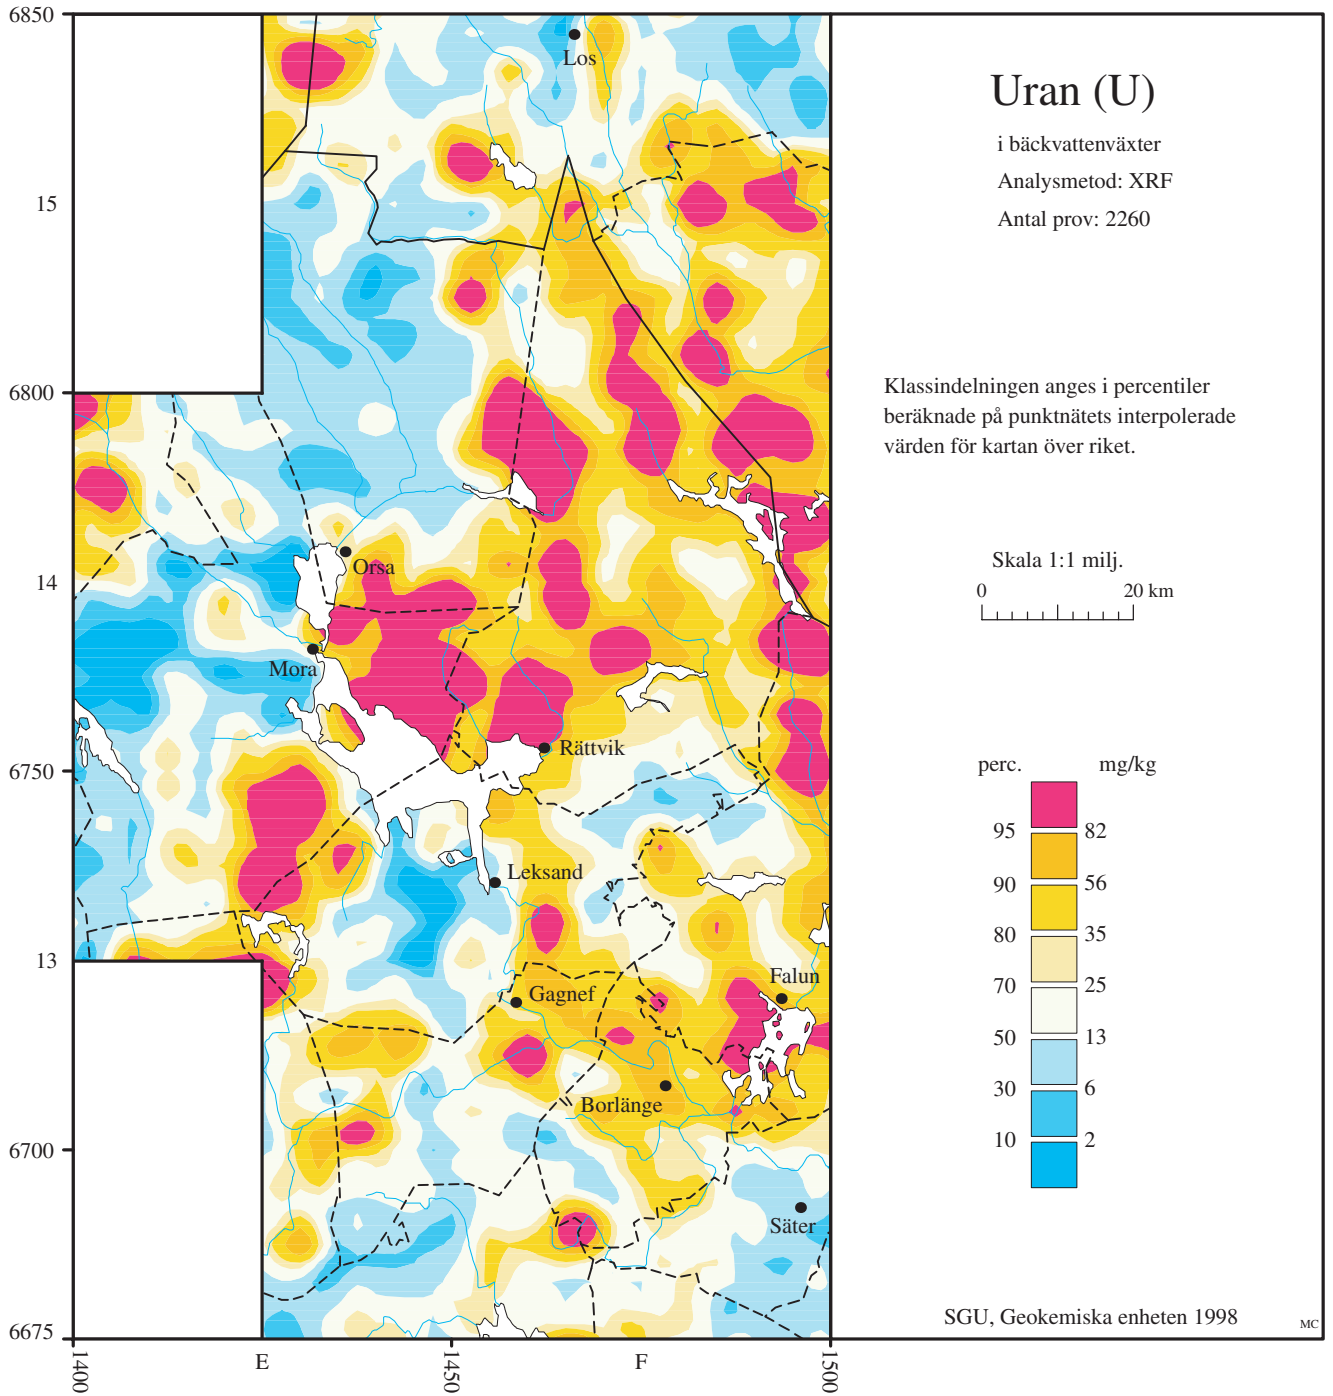 6850
15
6800
14
6750
13
6700
6675
1400
E
1450
F
1500
Los
Orsa
Mora
Rättvik
Leksand
Gagnef
Falun
Borlänge
Säter
Uran (U)
i bäckvattenväxter
Analysmetod: XRF
Antal prov: 2260
Klassindelningen anges i percentiler
beräknade på punktnätets interpolerade
värden för kartan över riket.
Skala 1:1 milj.
0 20 km
perc. mg/kg
95 82
90 56
80 35
70 25
50 13
30 6
10 2
SGU, Geokemiska enheten 1998
MC